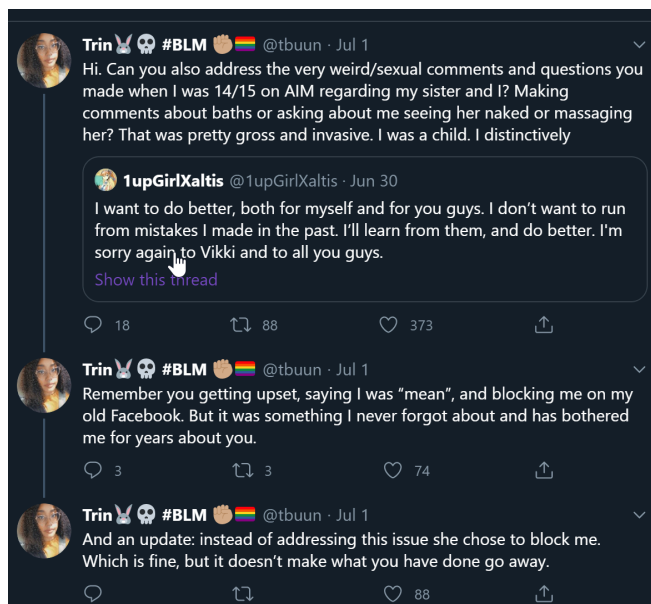 Trin🐰💀 #BLM ✊🏽🏳️‍🌈 @tbuun · Jul 1
Hi. Can you also address the very weird/sexual comments and questions you
made when I was 14/15 on AIM regarding my sister and I? Making
comments about baths or asking about me seeing her naked or massaging
her? That was pretty gross and invasive. I was a child. I distinctively
1upGirlXaltis @1upGirlXaltis · Jun 30
I want to do better, both for myself and for you guys. I don’t want to run
from mistakes I made in the past. I’ll learn from them, and do better. I'm
sorry again to Vikki and to all you guys.
Show this thread
18 88 373
Trin🐰💀 #BLM ✊🏽🏳️‍🌈 @tbuun · Jul 1
Remember you getting upset, saying I was “mean”, and blocking me on my
old Facebook. But it was something I never forgot about and has bothered
me for years about you.
3 3 74
Trin🐰💀 #BLM ✊🏽🏳️‍🌈 @tbuun · Jul 1
And an update: instead of addressing this issue she chose to block me.
Which is fine, but it doesn’t make what you have done go away.
88